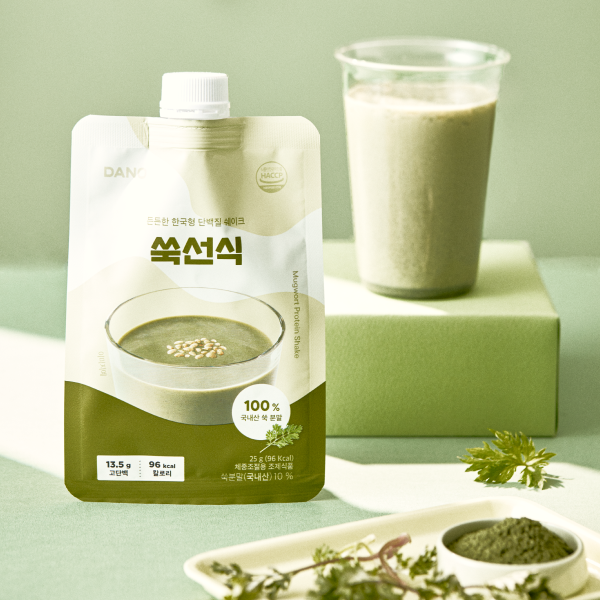 DANO
HACCP
든든한 한국형 단백질 쉐이크
쑥선식
Mugwort Protein Shake
100%
국내산 쑥 분말
13.5 g
고단백
96 kcal
칼로리
25 g (96 Kcal)
체중조절용 조제식품
쑥분말(국내산)10 %